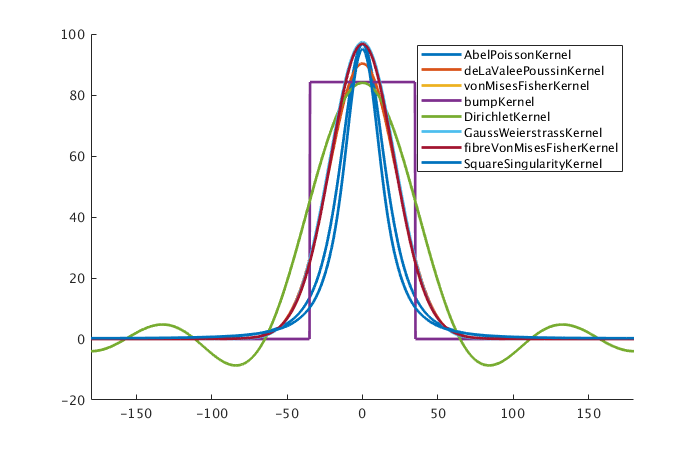 100
80
60
40
20
0
-20
-150 -100 -50 0 50 100 150
AbelPoissonKernel
deLaValeePoussinKernel
vonMisesFisherKernel
bumpKernel
DirichletKernel
GaussWeierstrassKernel
fibreVonMisesFisherKernel
SquareSingularityKernel